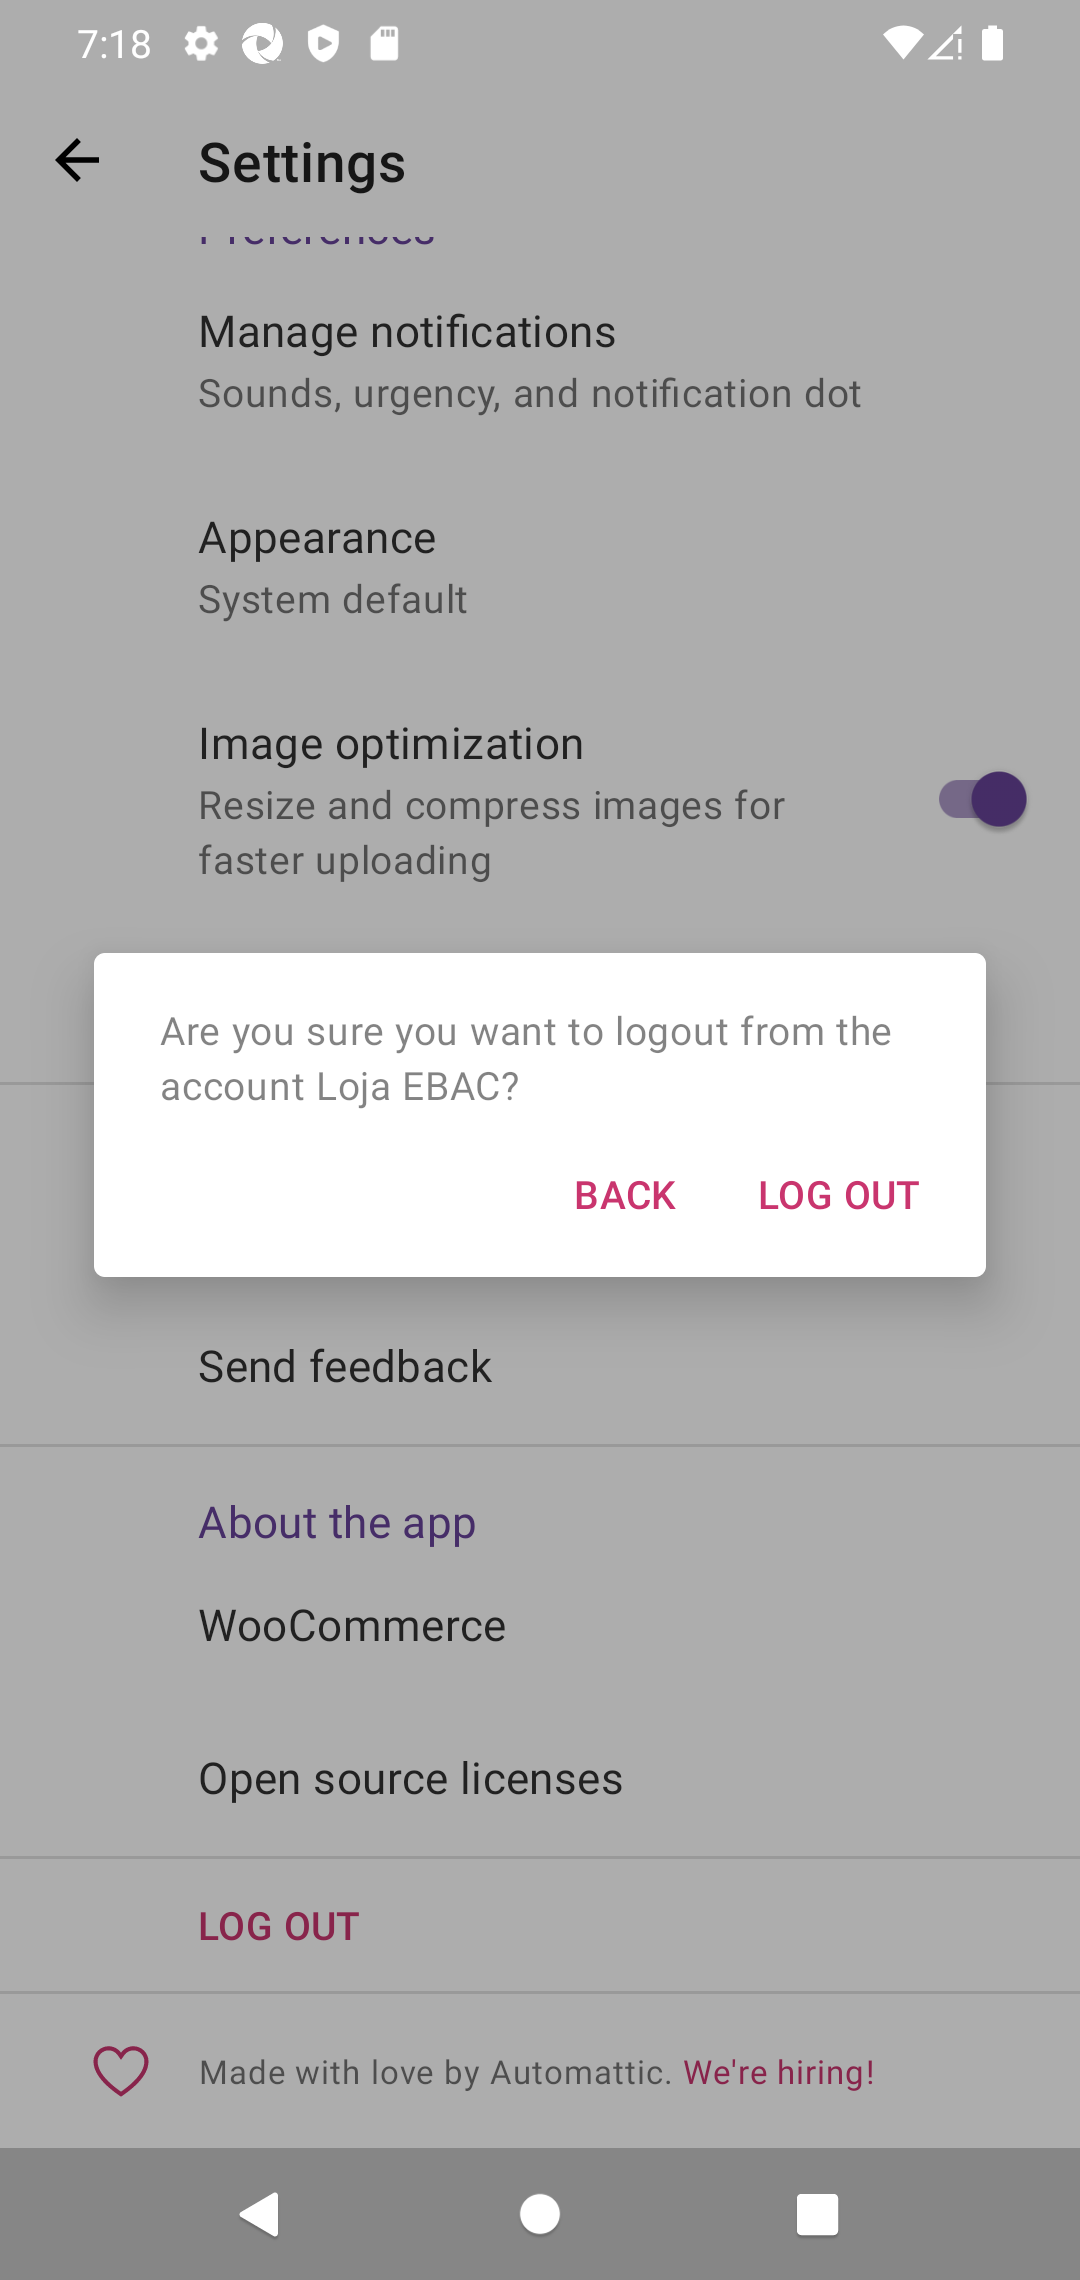 7:18
Settings
Preferences
Manage notifications
Sounds, urgency, and notification dot
Appearance
System default
Image optimization
Resize and compress images for
faster uploading
Are you sure you want to logout from the
account Loja EBAC?
BACK LOG OUT
Send feedback
About the app
WooCommerce
Open source licenses
LOG OUT
Made with love by Automattic. We're hiring!